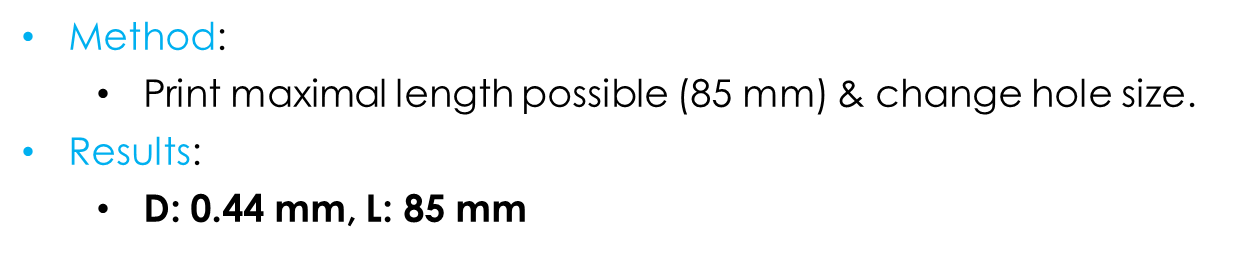 • Method:
• Print maximal length possible (85 mm) & change hole size.
• Results:
• D: 0.44 mm, L: 85 mm